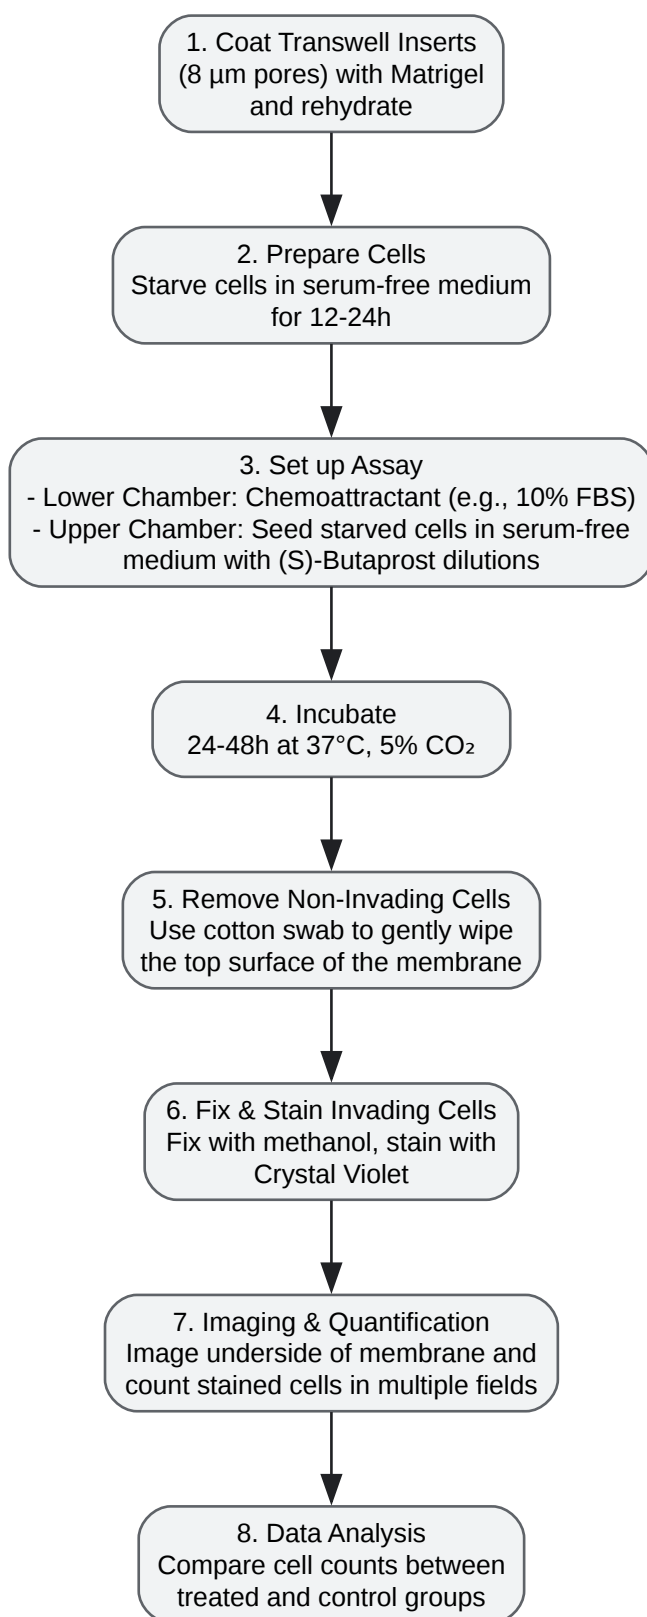 1. Coat Transwell Inserts
(8 µm pores) with Matrigel
and rehydrate
2. Prepare Cells
Starve cells in serum-free medium
for 12-24h
3. Set up Assay
- Lower Chamber: Chemoattractant (e.g., 10% FBS)
- Upper Chamber: Seed starved cells in serum-free
medium with (S)-Butaprost dilutions
4. Incubate
24-48h at 37°C, 5% CO₂
5. Remove Non-Invading Cells
Use cotton swab to gently wipe
the top surface of the membrane
6. Fix & Stain Invading Cells
Fix with methanol, stain with
Crystal Violet
7. Imaging & Quantification
Image underside of membrane and
count stained cells in multiple fields
8. Data Analysis
Compare cell counts between
treated and control groups